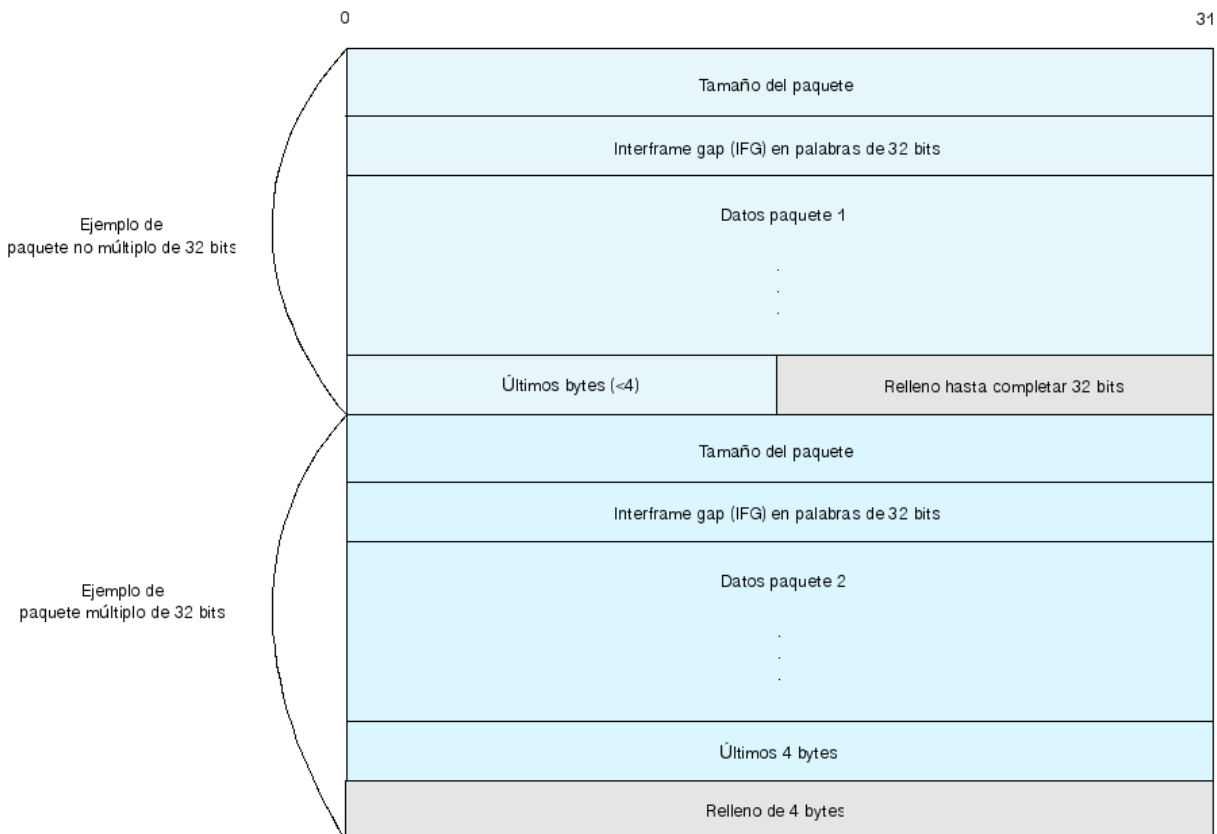 0
31
Tamaño del paquete
Interframe gap (IFG) en palabras de 32 bits
Datos paquete 1
.
.
.
Ejemplo de
paquete no múltiplo de 32 bits
Últimos bytes (<4)
Relleno hasta completar 32 bits
Tamaño del paquete
Interframe gap (IFG) en palabras de 32 bits
Datos paquete 2
.
.
.
Ejemplo de
paquete múltiplo de 32 bits
Últimos 4 bytes
Relleno de 4 bytes